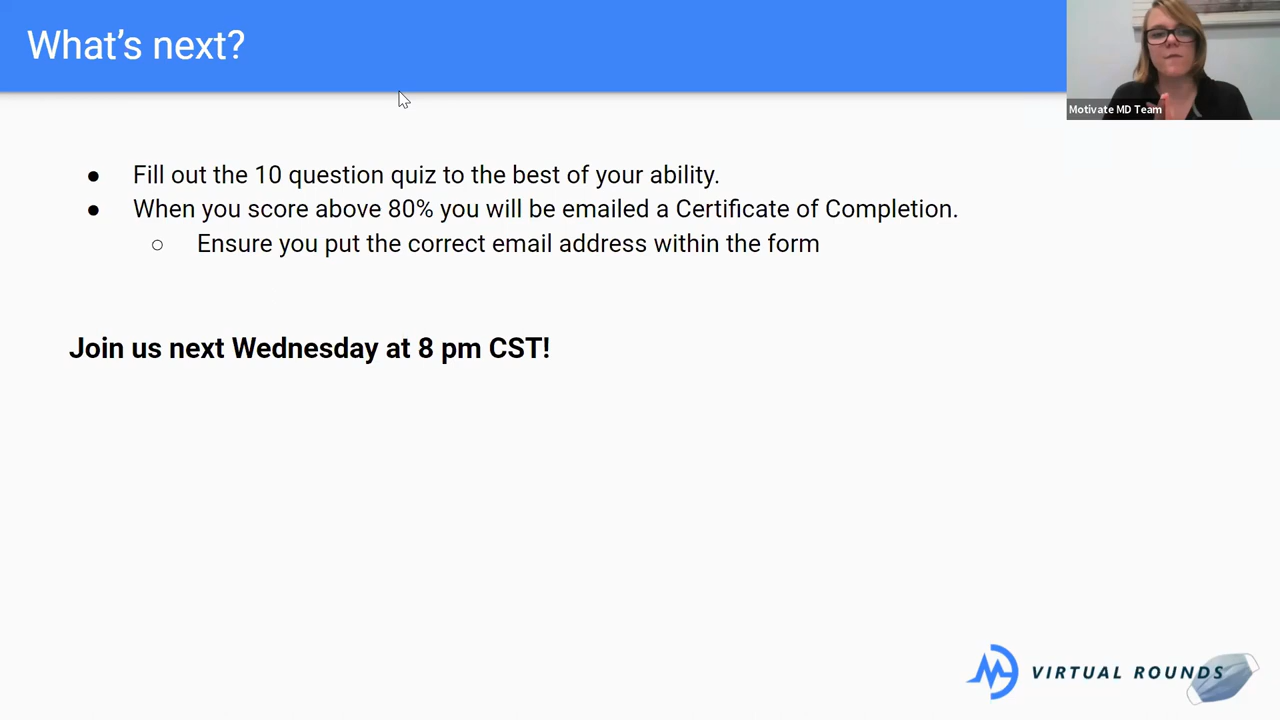 What's next?
Motivate MD Team
● Fill out the 10 question quiz to the best of your ability.
● When you score above 80% you will be emailed a Certificate of Completion.
○ Ensure you put the correct email address within the form
Join us next Wednesday at 8 pm CST!
VIRTUAL ROUNDS